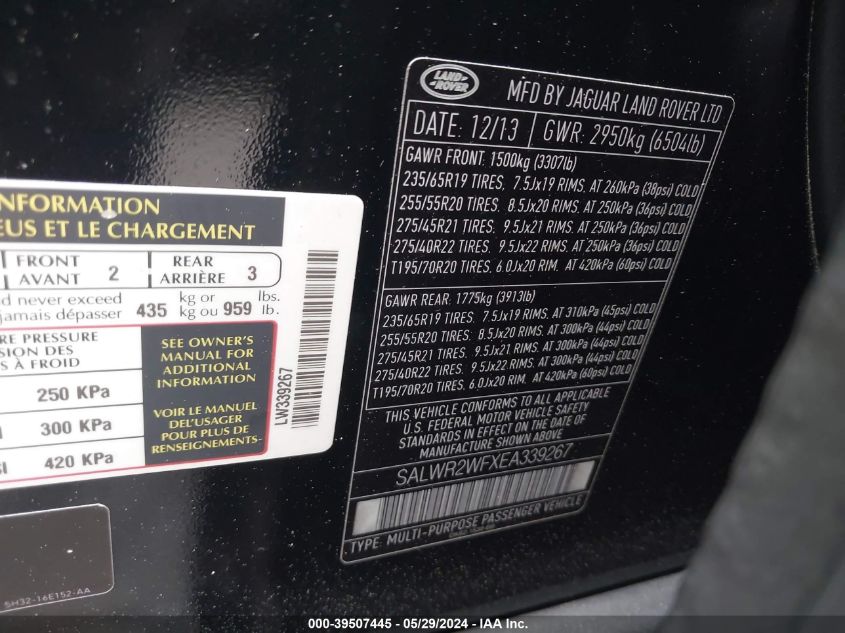 INFORMATION
EUS ET LE CHARGEMENT
FRONT
AVANT 2
REAR
ARRIÈRE 3
never exceed
jamais dépasser 435 kg or
kg ou 959 lbs.
lb.
PRESSURE
DES
À FROID
250 KPa
300 KPa
420 KPa
SEE OWNER'S
MANUAL FOR
ADDITIONAL
INFORMATION
VOIR LE MANUEL
DE L'USAGER
POUR PLUS DE
RENSEIGNEMENTS
LW339267
5H32-16E152-AA
LAND ROVER
MFD BY JAGUAR LAND ROVER LTD
DATE: 12/13 GWR: 2950kg (6504lb)
GAWR FRONT: 1500kg (3307lb)
235/65R19 TIRES, 7.5Jx19 RIMS, AT 260kPa (38psi) COLD
255/55R20 TIRES, 8.5Jx20 RIMS, AT 250kPa (36psi) COLD
275/45R21 TIRES, 9.5Jx21 RIMS, AT 250kPa (36psi) COLD
275/40R22 TIRES, 9.5Jx22 RIMS, AT 250kPa (36psi) COLD
T195/70R20 TIRES, 6.0Jx20 RIM, AT 420kPa (60psi) COLD
GAWR REAR: 1775kg (3913lb)
235/65R19 TIRES, 7.5Jx19 RIMS, AT 310kPa (45psi) COLD
255/55R20 TIRES, 8.5Jx20 RIMS, AT 300kPa (44psi) COLD
275/45R21 TIRES, 9.5Jx21 RIMS, AT 300kPa (44psi) COLD
275/40R22 TIRES, 9.5Jx22 RIMS, AT 300kPa (44psi) COLD
T195/70R20 TIRES, 6.0Jx20 RIM, AT 420kPa (60psi) COLD
THIS VEHICLE CONFORMS TO ALL APPLICABLE
U.S. FEDERAL MOTOR VEHICLE SAFETY
STANDARDS IN EFFECT ON THE DATE OF
MANUFACTURE SHOWN ABOVE.
SALWR2WFXEA339267
TYPE: MULTI-PURPOSE PASSENGER VEHICLE
000-39507445 - 05/29/2024 - IAA Inc.